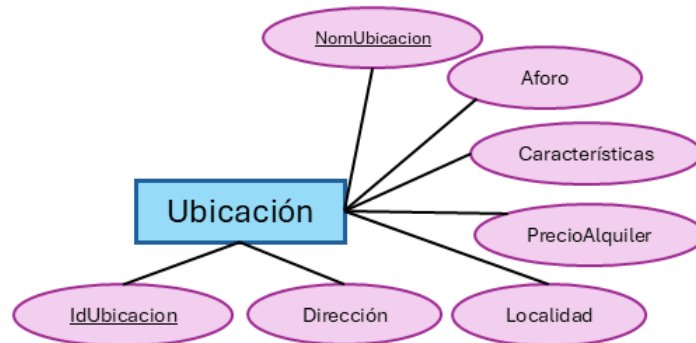 NomUbicacion
Aforo
Características
Ubicación
PrecioAlquiler
IdUbicacion
Dirección
Localidad